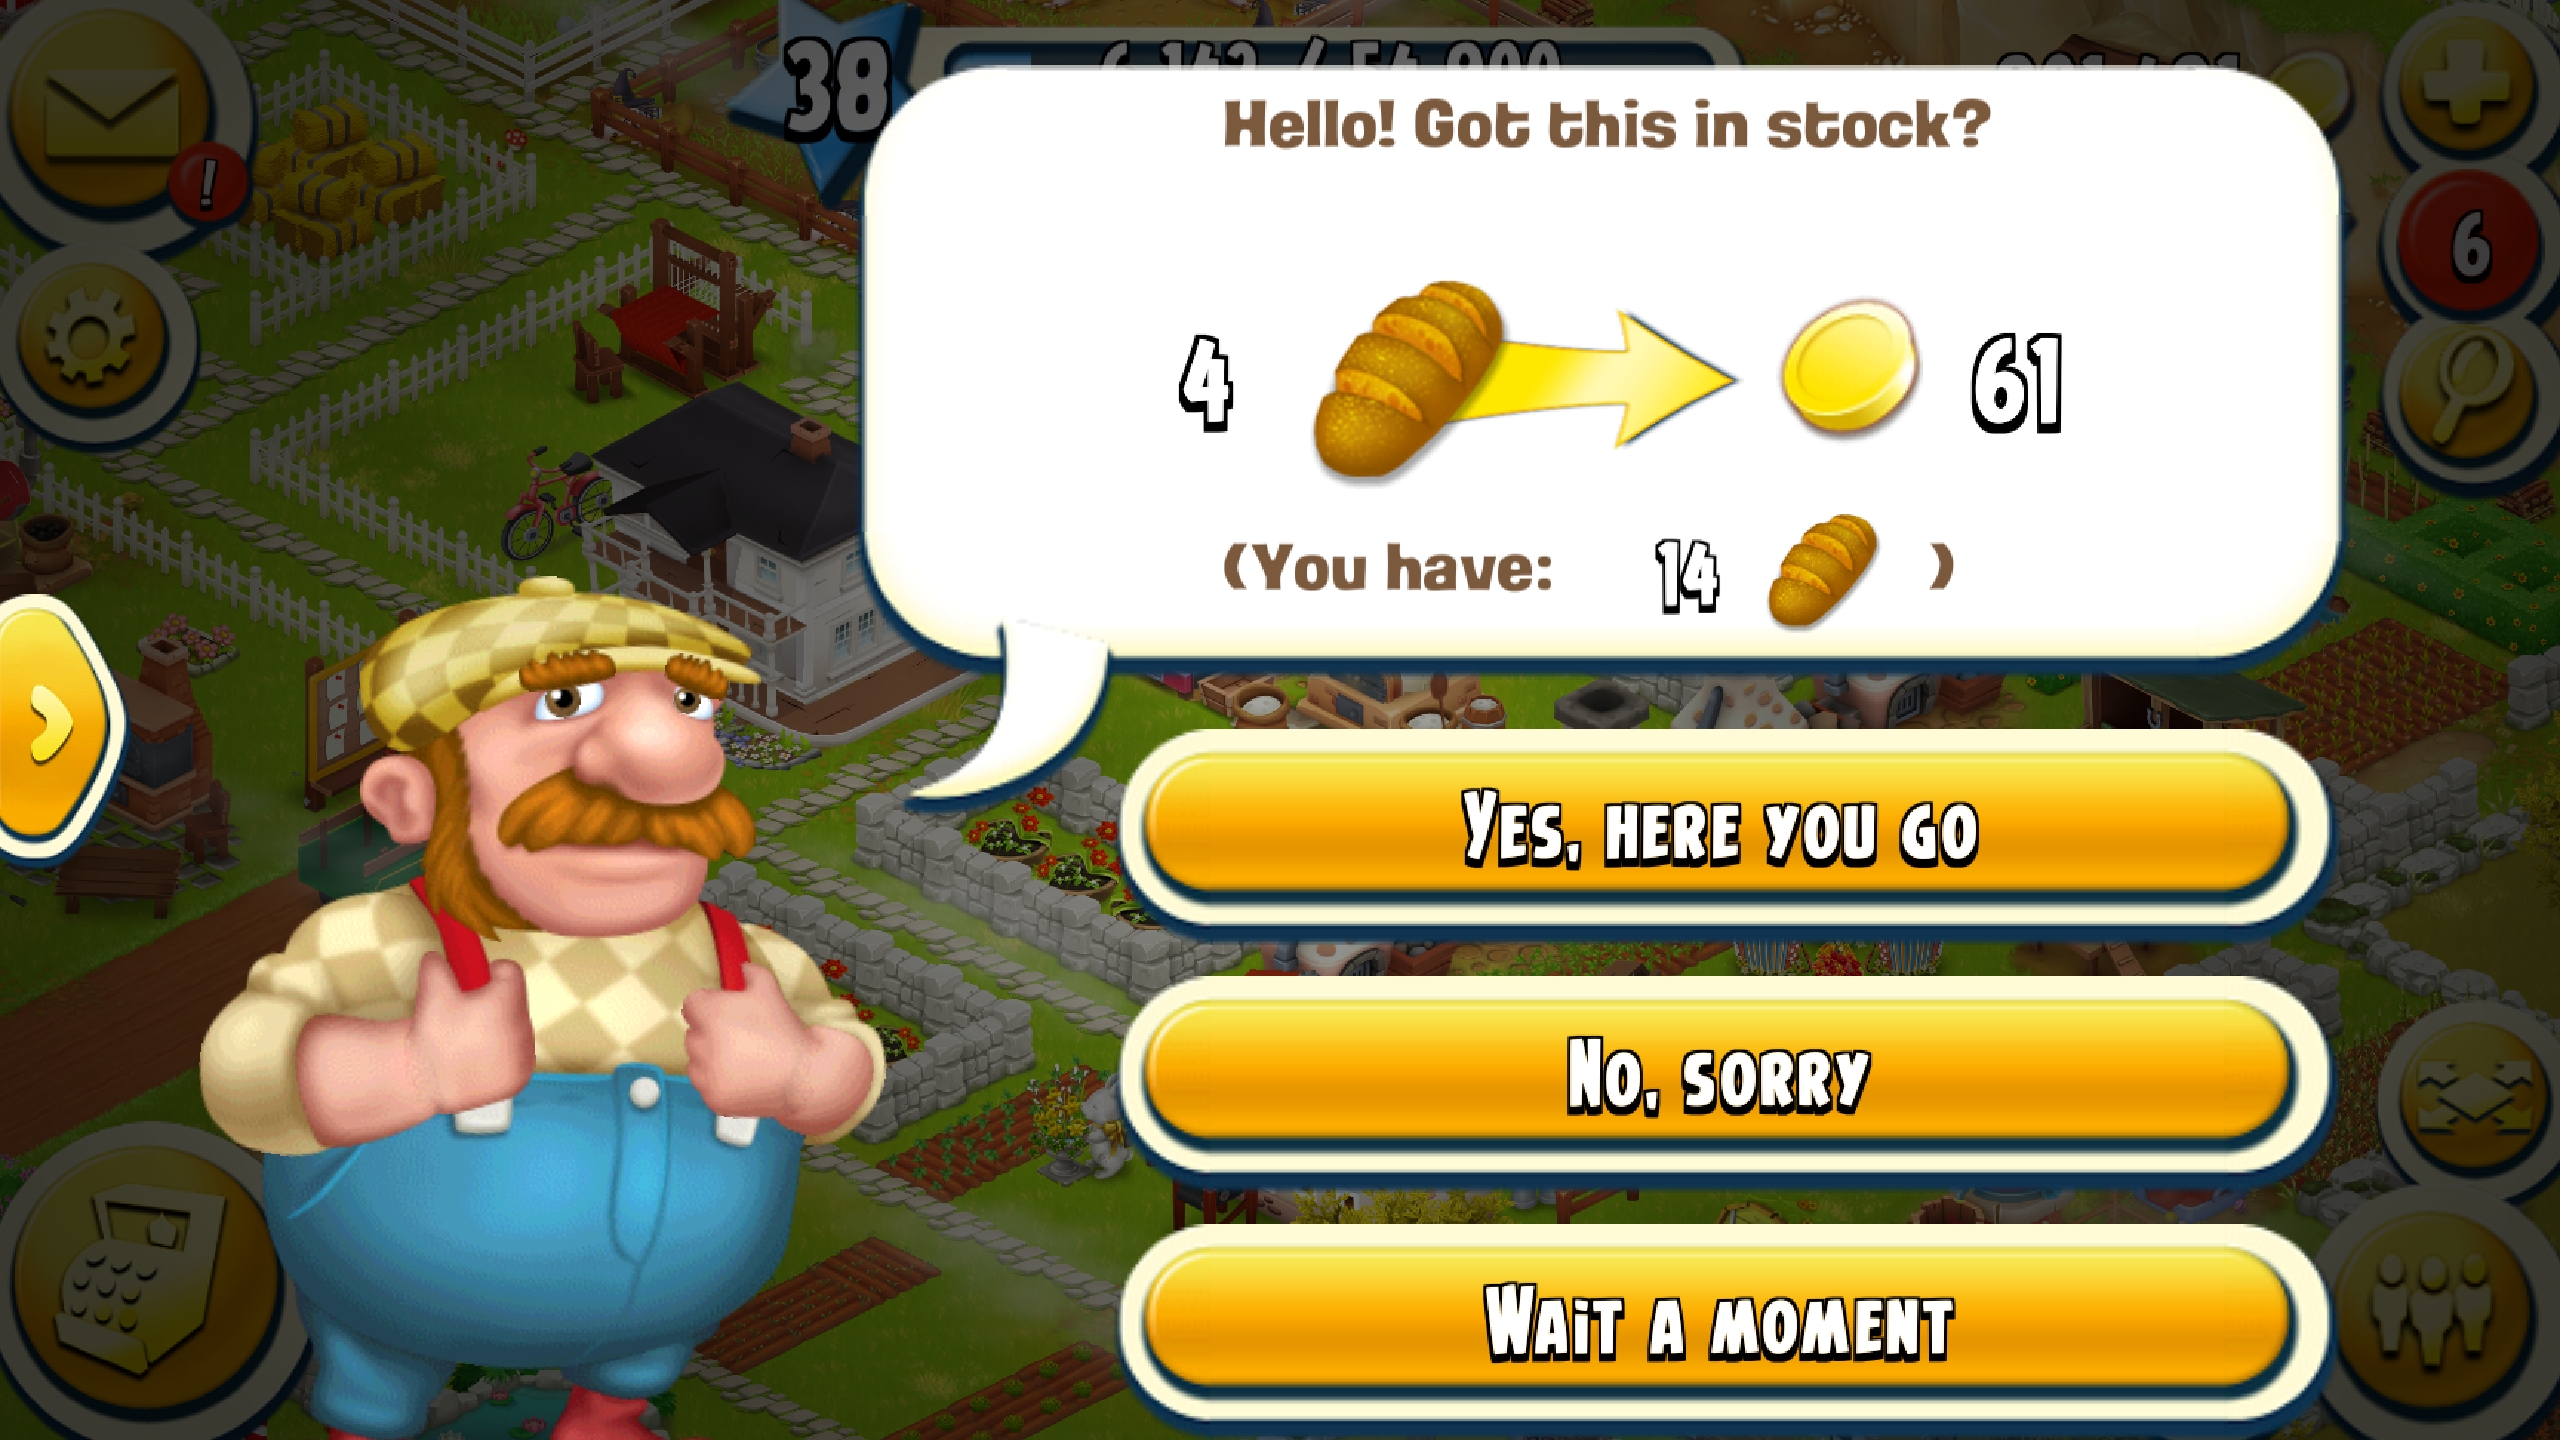 38
Hello! Got this in stock?
4
61
(You have: 14 )
!
6
Yes, here you go
No, sorry
Wait a moment